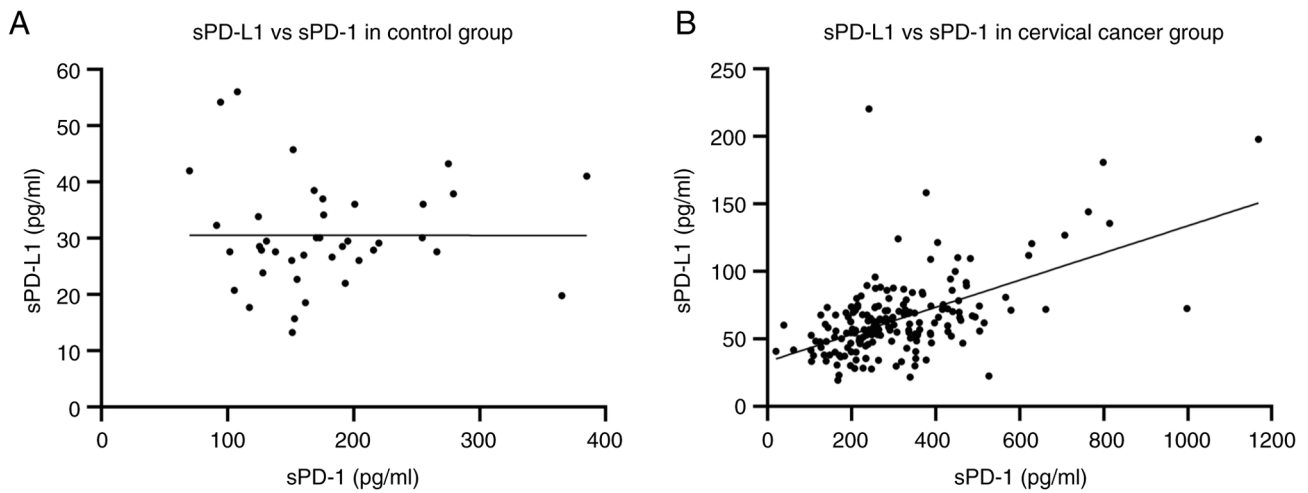 A
sPD-L1 vs sPD-1 in control group
60
50
40
30
20
10
0
sPD-L1 (pg/ml)
0 100 200 300 400
sPD-1 (pg/ml)
B
sPD-L1 vs sPD-1 in cervical cancer group
250
200
150
100
50
0
sPD-L1 (pg/ml)
0 200 400 600 800 1000 1200
sPD-1 (pg/ml)